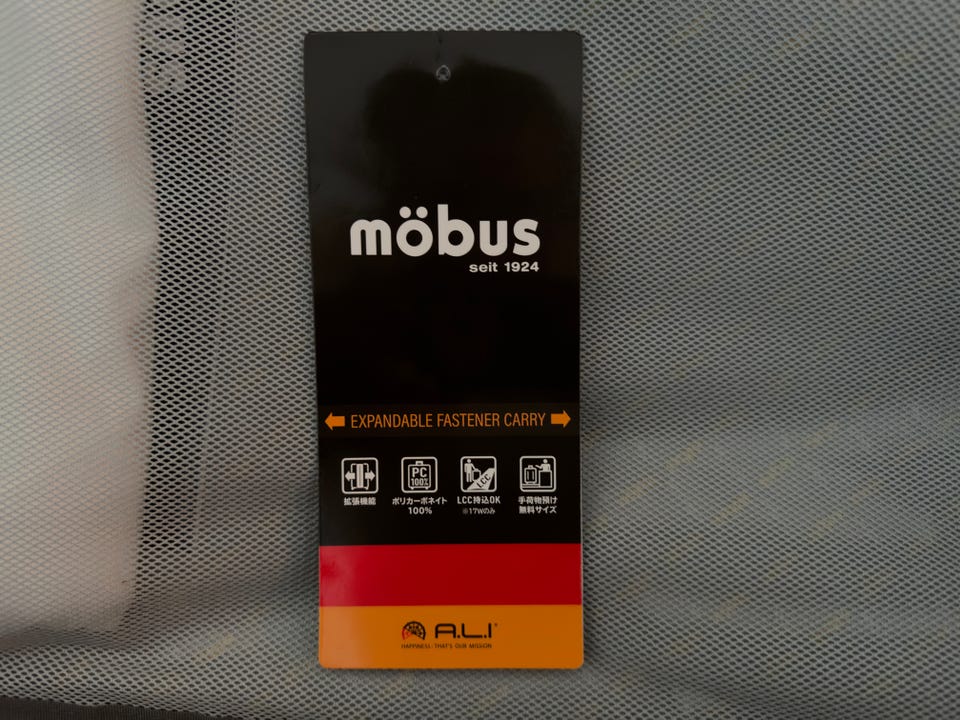 möbus
seit 1924
EXPANDABLE FASTENER CARRY
PC
100%
LCC
拡張機能
ポリカーボネイト
100%
LCC持込OK
※17Wのみ
手荷物預け
無料サイズ
A.L.I
HAPPINESS: THAT'S OUR MISSION